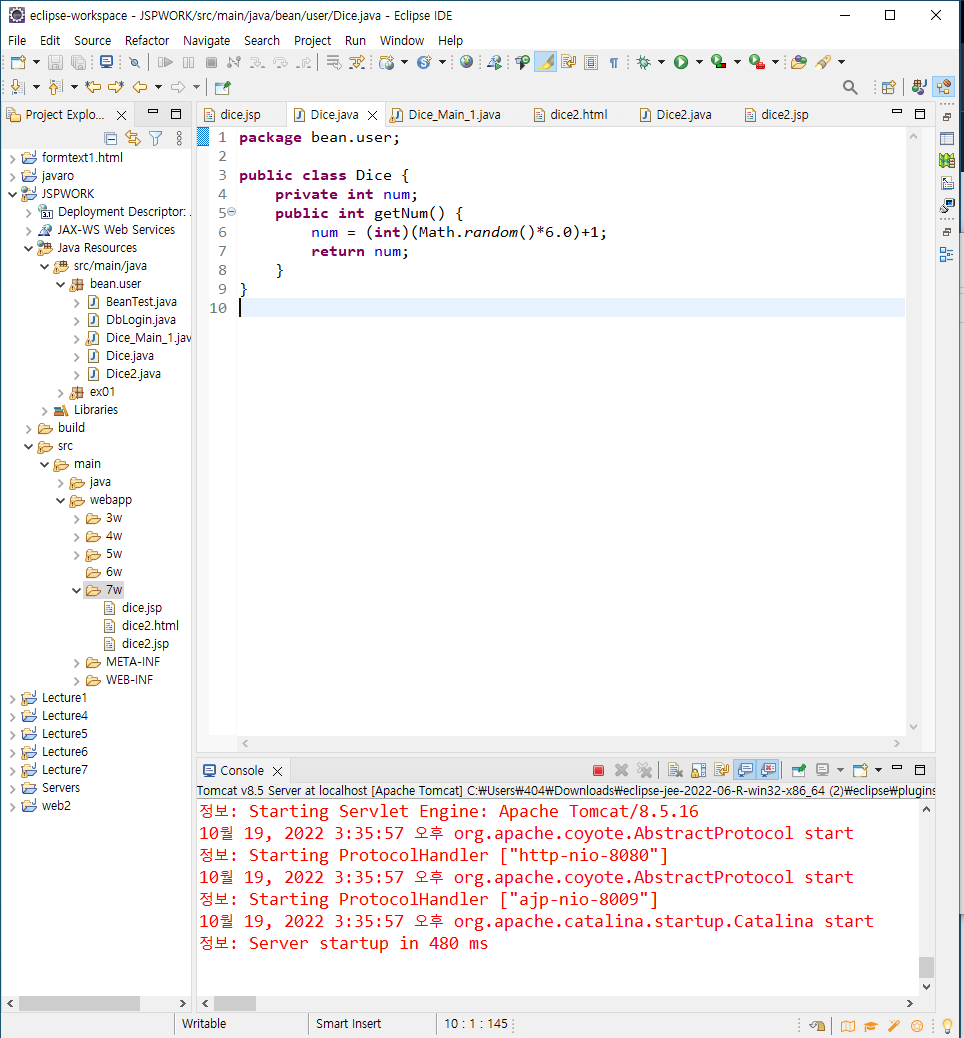 eclipse-workspace - JSPWORK/src/main/java/bean/user/Dice.java - Eclipse IDE
File Edit Source Refactor Navigate Search Project Run Window Help
Project Explo...
formtext1.html
javaro
JSPWORK
Deployment Descriptor: .
JAX-WS Web Services
Java Resources
src/main/java
bean.user
BeanTest.java
DbLogin.java
Dice_Main_1.jav
Dice.java
Dice2.java
ex01
Libraries
build
src
main
java
webapp
3w
4w
5w
6w
7w
dice.jsp
dice2.html
dice2.jsp
META-INF
WEB-INF
Lecture1
Lecture4
Lecture5
Lecture6
Lecture7
Servers
web2
dice.jsp Dice.java Dice_Main_1.java dice2.html Dice2.java dice2.jsp
1 package bean.user;
2
3 public class Dice {
4     private int num;
5     public int getNum() {
6         num = (int)(Math.random()*6.0)+1;
7         return num;
8     }
9 }
10
Console
Tomcat v8.5 Server at localhost [Apache Tomcat] C:₩Users₩404₩Downloads₩eclipse-jee-2022-06-R-win32-x86_64 (2)₩eclipse₩plugins
정보: Starting Servlet Engine: Apache Tomcat/8.5.16
10월 19, 2022 3:35:57 오후 org.apache.coyote.AbstractProtocol start
정보: Starting ProtocolHandler ["http-nio-8080"]
10월 19, 2022 3:35:57 오후 org.apache.coyote.AbstractProtocol start
정보: Starting ProtocolHandler ["ajp-nio-8009"]
10월 19, 2022 3:35:57 오후 org.apache.catalina.startup.Catalina start
정보: Server startup in 480 ms
Writable Smart Insert 10 : 1 : 145